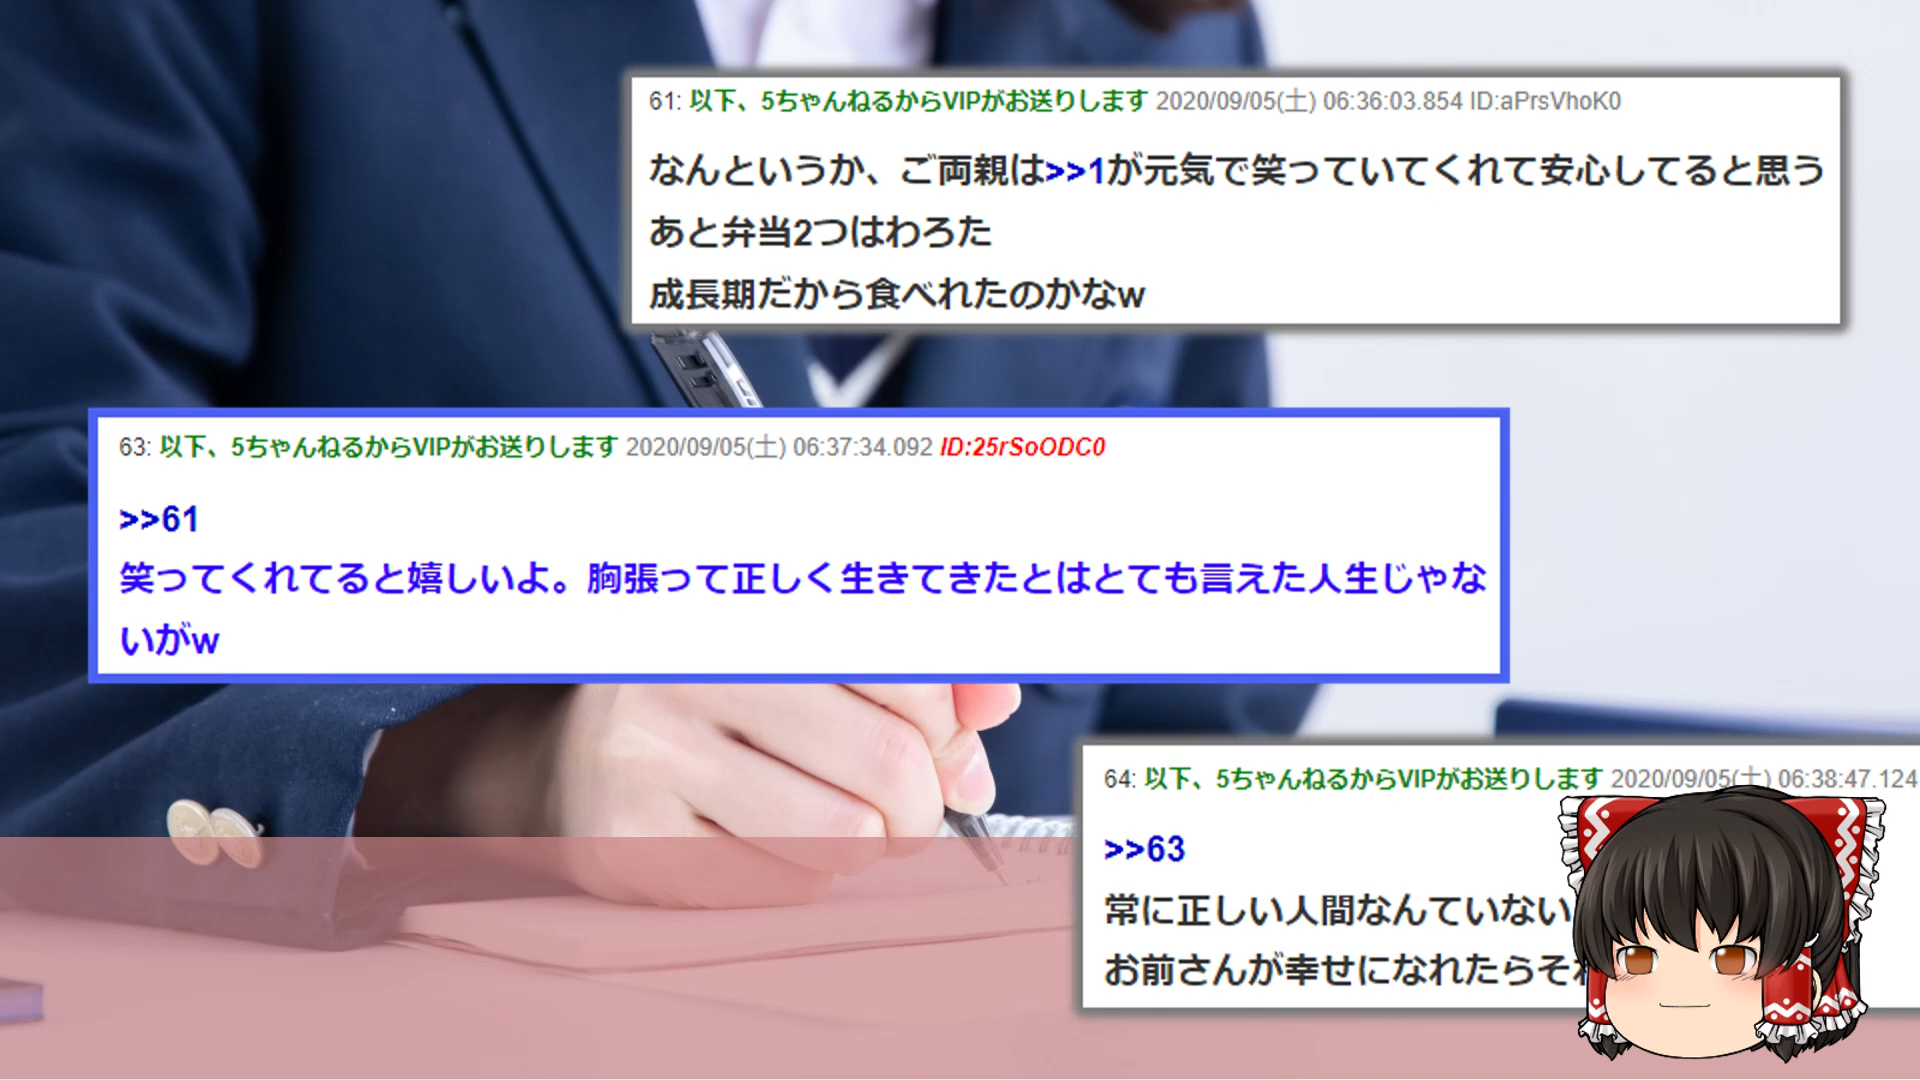 61: 以下、5ちゃんねるからVIPがお送りします 2020/09/05(土) 06:36:03.854 ID:aPrsVhoK0
なんというか、ご両親は>>1が元気で笑っていてくれて安心してると思う
あと弁当2つはわろた
成長期だから食べれたのかなw
63: 以下、5ちゃんねるからVIPがお送りします 2020/09/05(土) 06:37:34.092 ID:25rSoODC0
>>61
笑ってくれてると嬉しいよ。胸張って正しく生きてきたとはとても言えた人生じゃな
いがw
64: 以下、5ちゃんねるからVIPがお送りします 2020/09/05(土) 06:38:47.124
>>63
常に正しい人間なんていない
お前さんが幸せになれたらそ